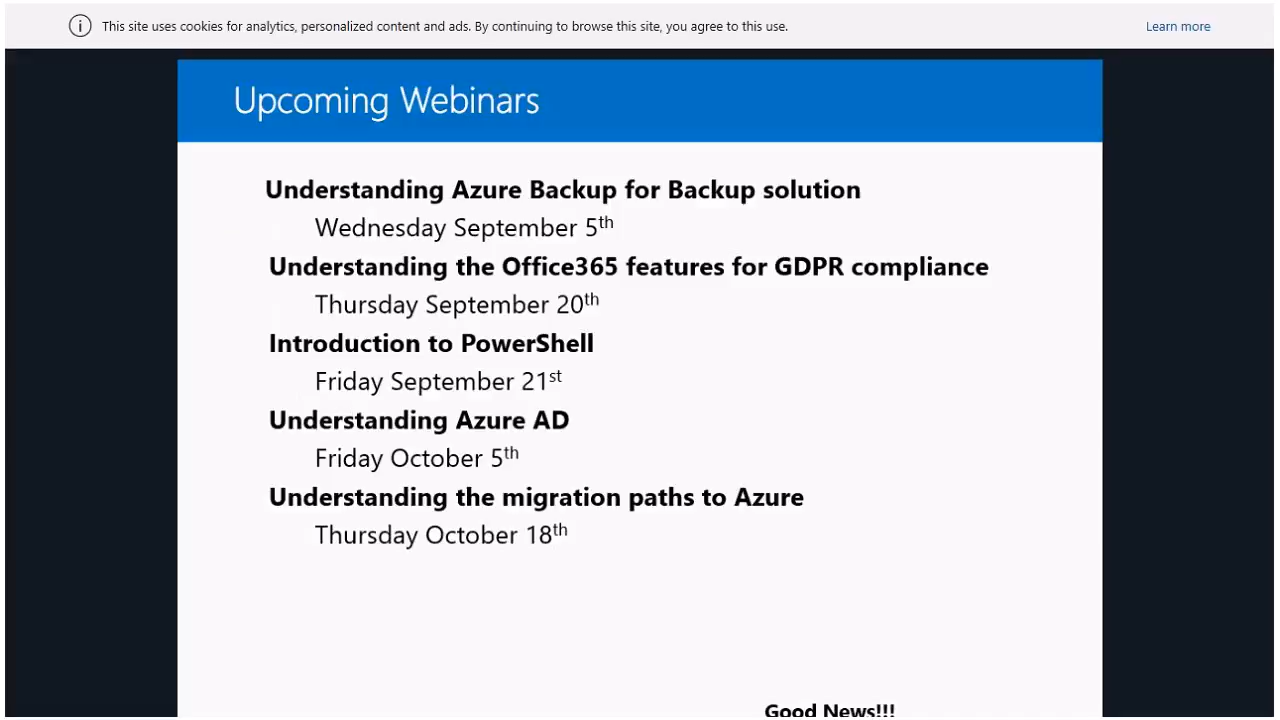 This site uses cookies for analytics, personalized content and ads. By continuing to browse this site, you agree to this use.
Learn more
Upcoming Webinars
Understanding Azure Backup for Backup solution
Wednesday September 5th
Understanding the Office365 features for GDPR compliance
Thursday September 20th
Introduction to PowerShell
Friday September 21st
Understanding Azure AD
Friday October 5th
Understanding the migration paths to Azure
Thursday October 18th
Good News!!!